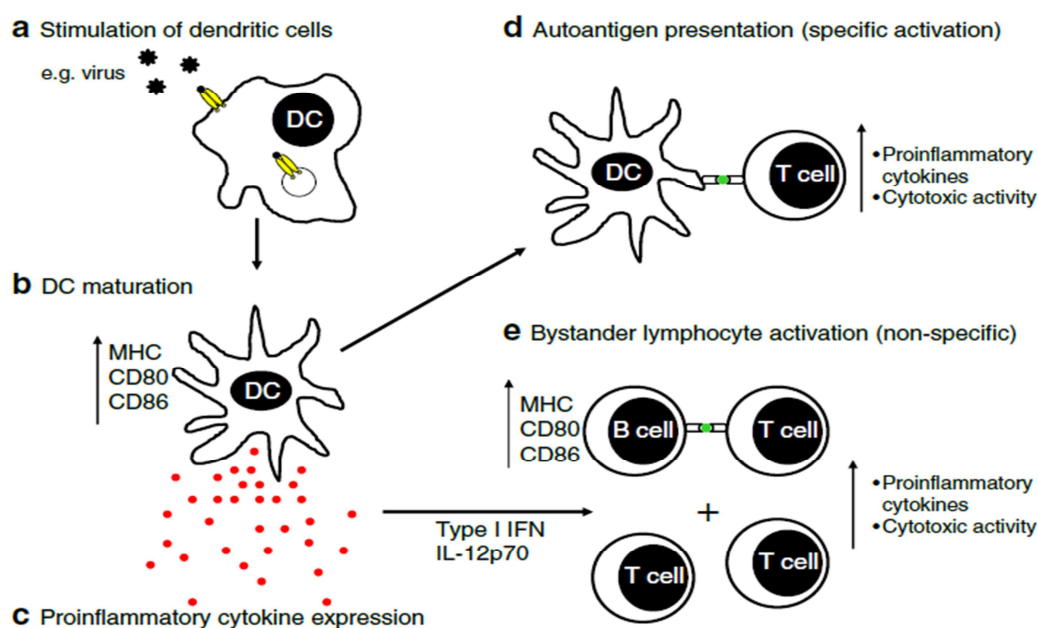 a Stimulation of dendritic cells
e.g. virus
DC
b DC maturation
MHC
CD80
CD86
DC
Type I IFN
IL-12p70
c Proinflammatory cytokine expression
d Autoantigen presentation (specific activation)
DC
T cell
•Proinflammatory
cytokines
•Cytotoxic activity
e Bystander lymphocyte activation (non-specific)
MHC
CD80
CD86
B cell
T cell
+
T cell
T cell
•Proinflammatory
cytokines
•Cytotoxic activity